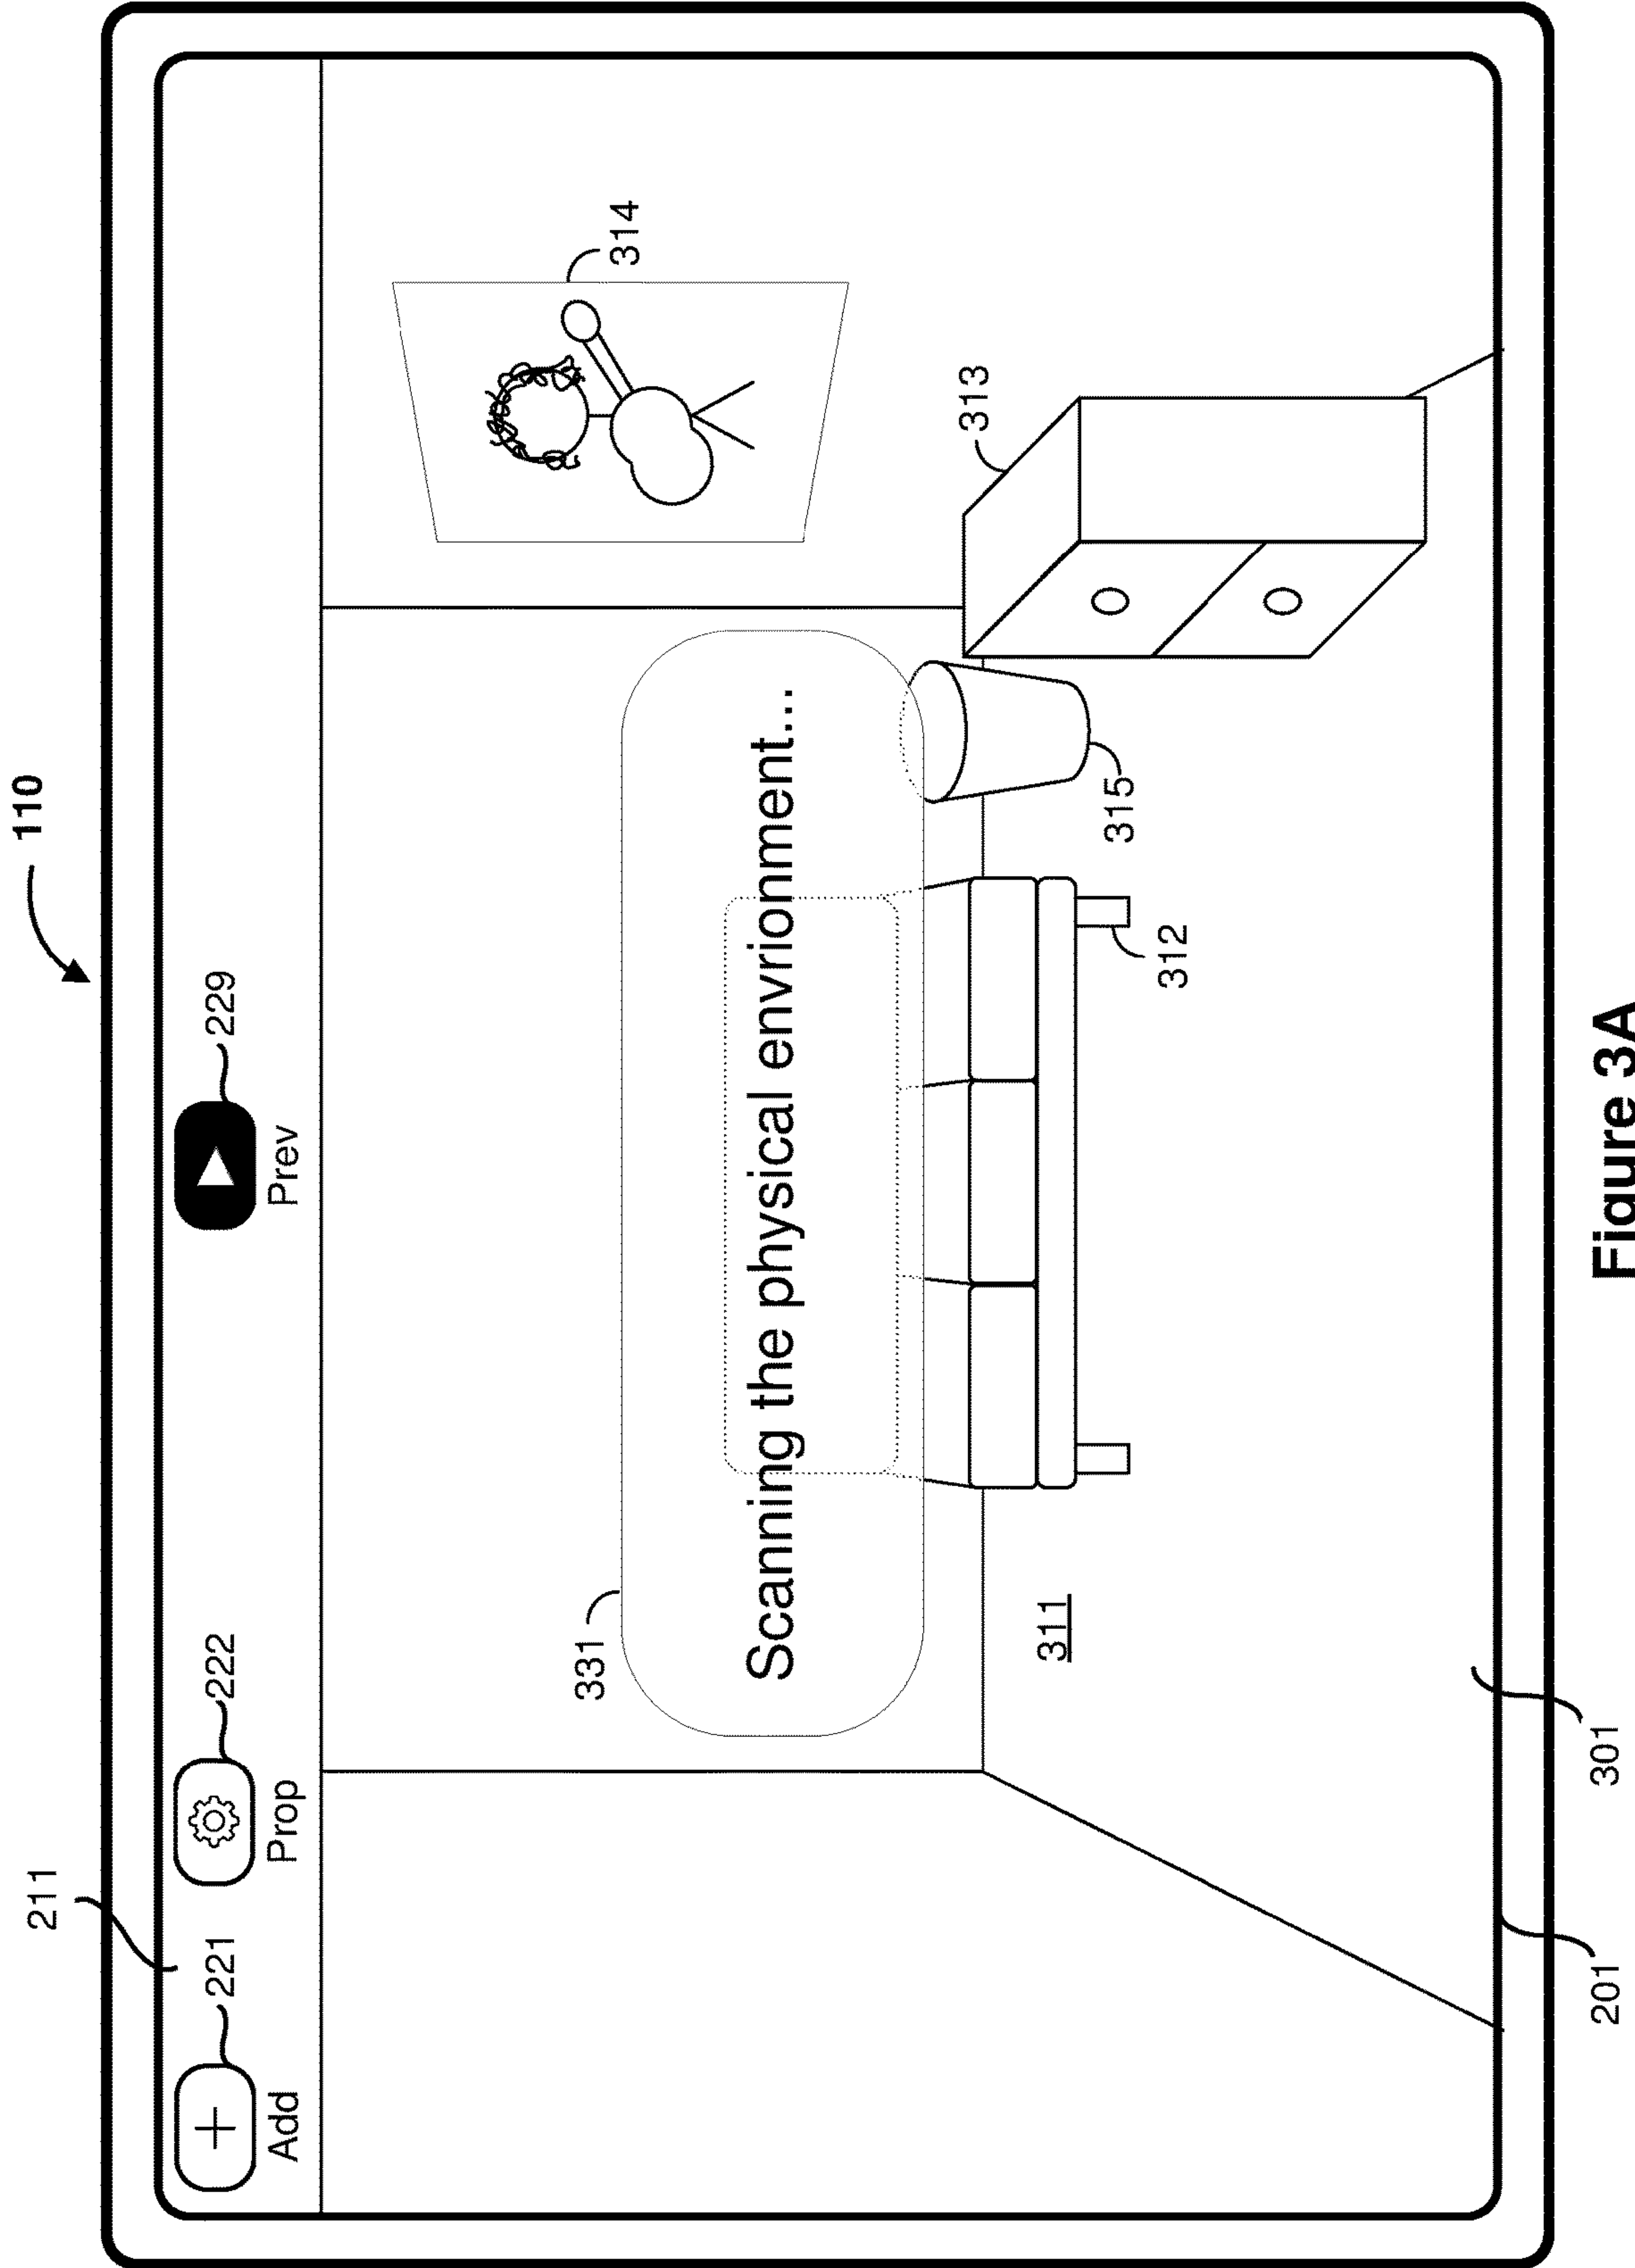 110
211
221
222
229
Add
Prop
Prev
314
331
Scanning the physical envrionment...
313
315
312
311
301
201
Figure 3A